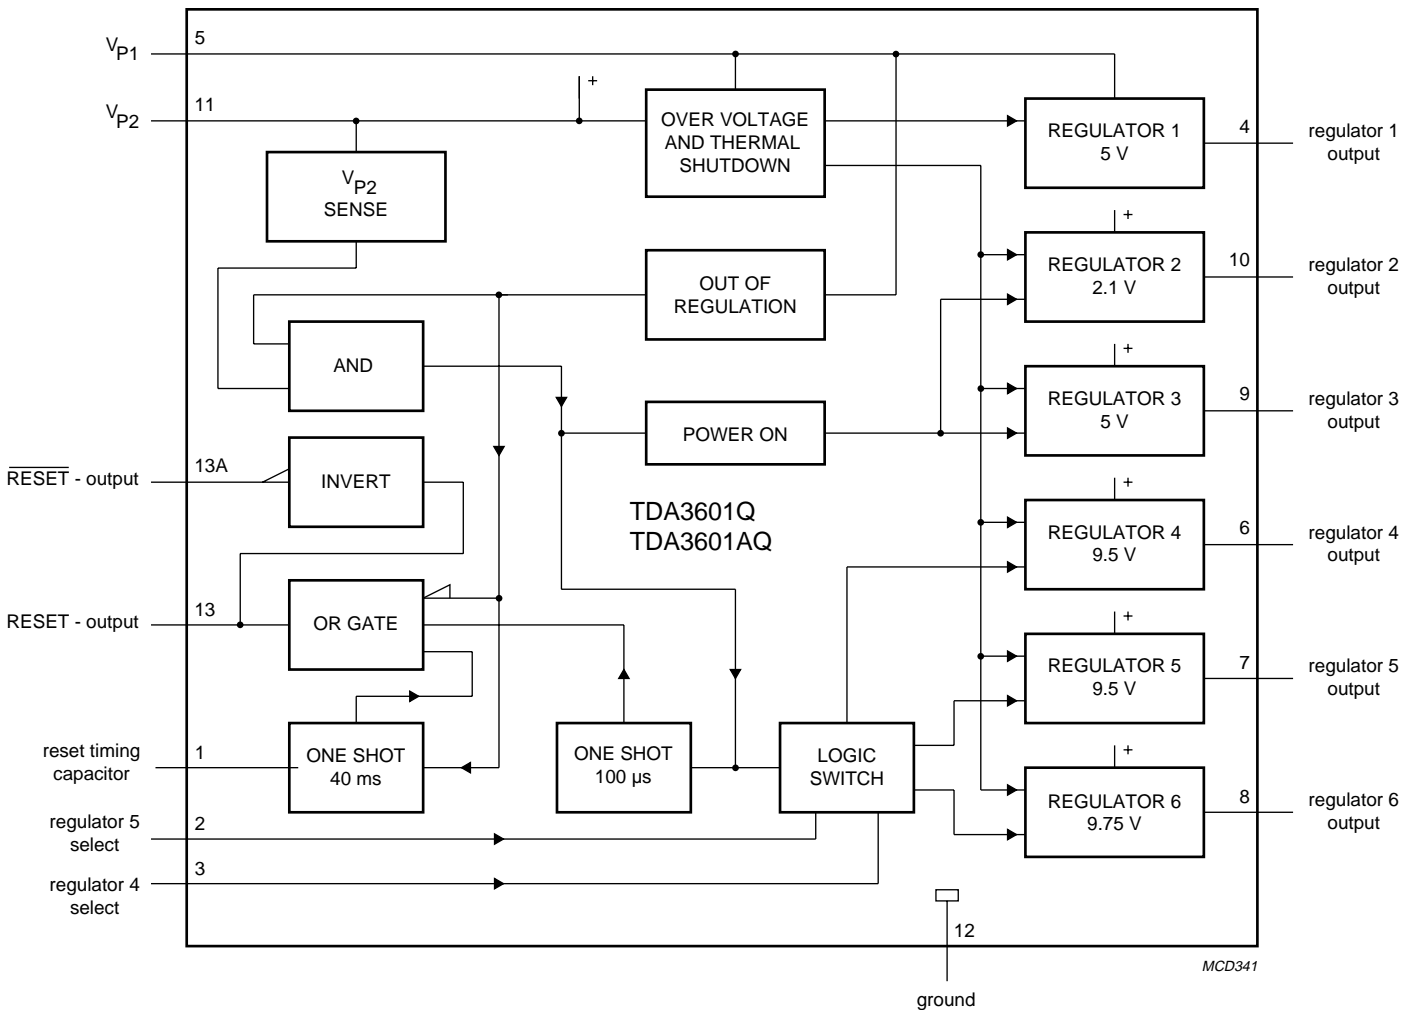 VP1
5
VP2
11
+
OVER VOLTAGE
AND THERMAL
SHUTDOWN
REGULATOR 1
5 V
4
regulator 1
output
VP2
SENSE
+
REGULATOR 2
2.1 V
10
regulator 2
output
OUT OF
REGULATION
AND
+
REGULATOR 3
5 V
9
regulator 3
output
POWER ON
RESET - output
13A
INVERT
TDA3601Q
TDA3601AQ
+
REGULATOR 4
9.5 V
6
regulator 4
output
RESET - output
13
OR GATE
+
REGULATOR 5
9.5 V
7
regulator 5
output
reset timing
capacitor
1
ONE SHOT
40 ms
ONE SHOT
100 µs
LOGIC
SWITCH
+
REGULATOR 6
9.75 V
8
regulator 6
output
regulator 5
select
2
regulator 4
select
3
12
ground
MCD341